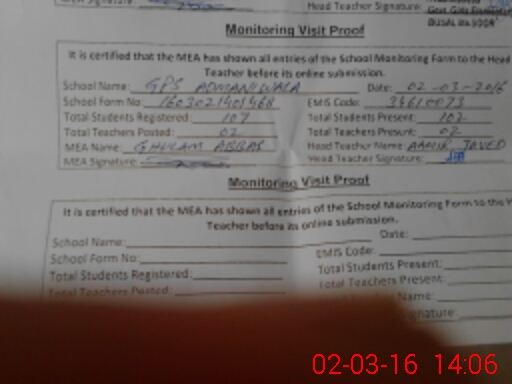 Head Teacher Signature:
Monitoring Visit Proof
It is certified that the MEA has shown all entries of the School Monitoring Form to the Head
Teacher before its online submission.
School Name: GPS Date: 02-03-2016
School Form No: EMIS Code:
Total Students Registered: 107 Total Students Present: 102
Total Teachers Posted: 02 Total Teachers Present: 02
MEA Name: GHULAM ABBAS Head Teacher Name: AAMIR JAVED
MEA Signature: Head Teacher Signature:
Monitoring Visit Proof
It is certified that the MEA has shown all entries of the School Monitoring Form to the
Teacher before its online submission.
School Name: Date:
School Form No: EMIS Code:
Total Students Registered: Total Students Present:
Total Teachers Posted: Total Teachers Present:
Name:
gnature:
02-03-16 14:06